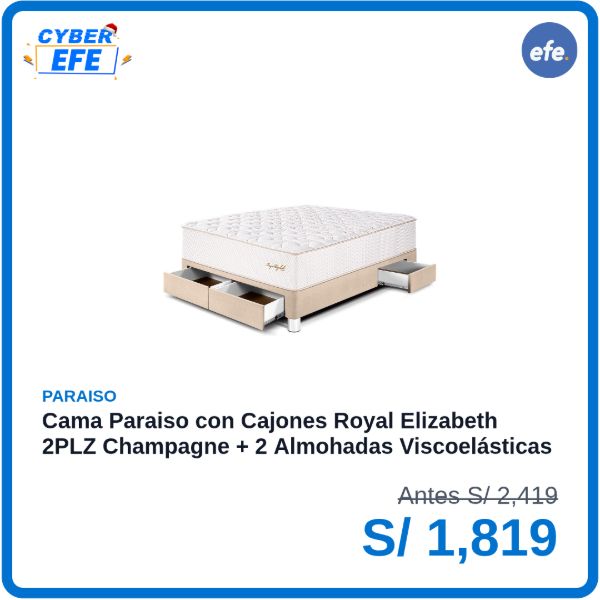 CYBER
EFE
efe.
PARAISO
Cama Paraiso con Cajones Royal Elizabeth
2PLZ Champagne + 2 Almohadas Viscoelásticas
Antes S/ 2,419
S/ 1,819